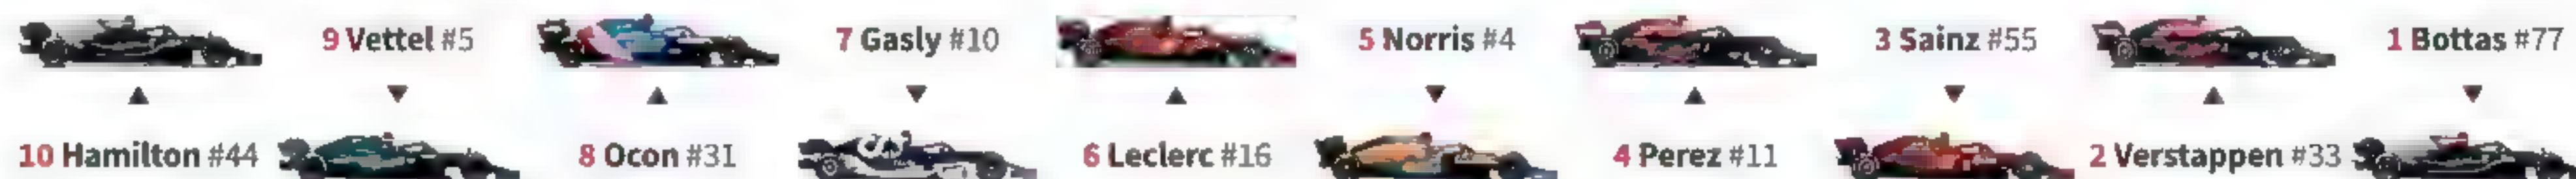 9 Vettel #5 7 Gasly #10 5 Norris #4 3 Sainz #55 1 Bottas #77
10 Hamilton #44 8 Ocon #31 6 Leclerc #16 4 Perez #11 2 Verstappen #33